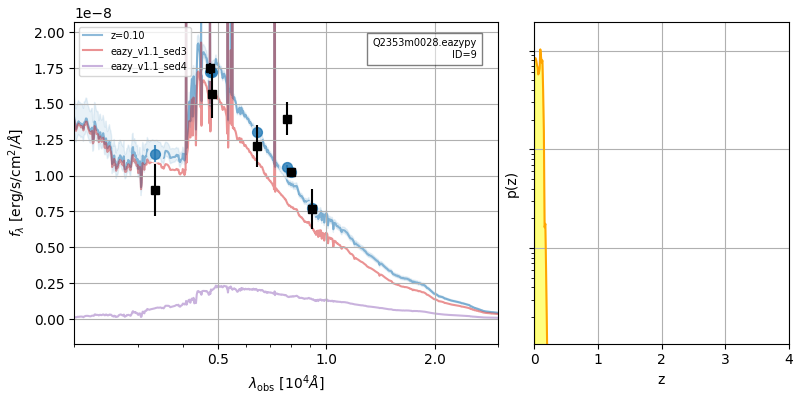 1e−8
2.00
1.75
1.50
1.25
1.00
0.75
0.50
0.25
0.00
fλ [erg/s/cm²/Å]
z=0.10
eazy_v1.1_sed3
eazy_v1.1_sed4
Q2353m0028.eazypy
ID=9
0.5
1.0
2.0
λobs [10⁴Å]
p(z)
0
1
2
3
4
z